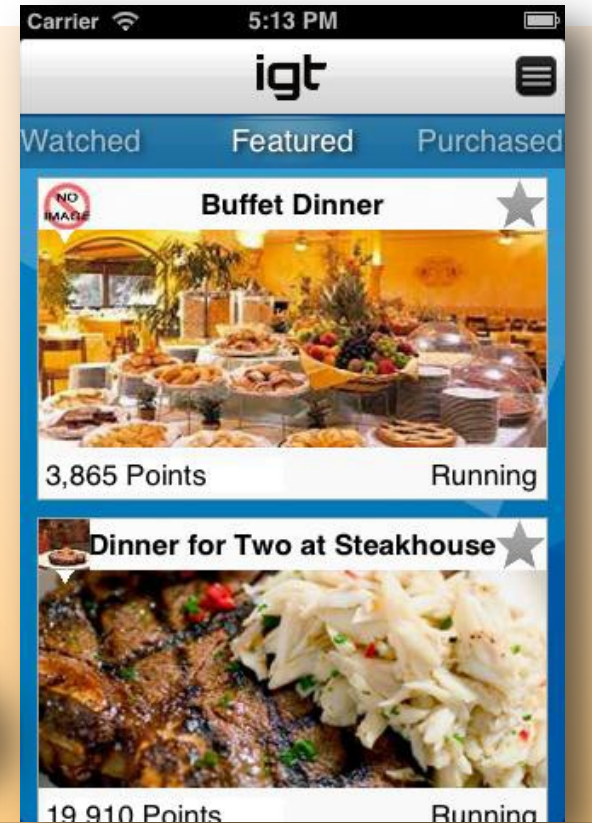 Carrier 5:13 PM
igt
Watched Featured Purchased
NO
IMAGE
Buffet Dinner
3,865 Points Running
Dinner for Two at Steakhouse
19,910 Points Running